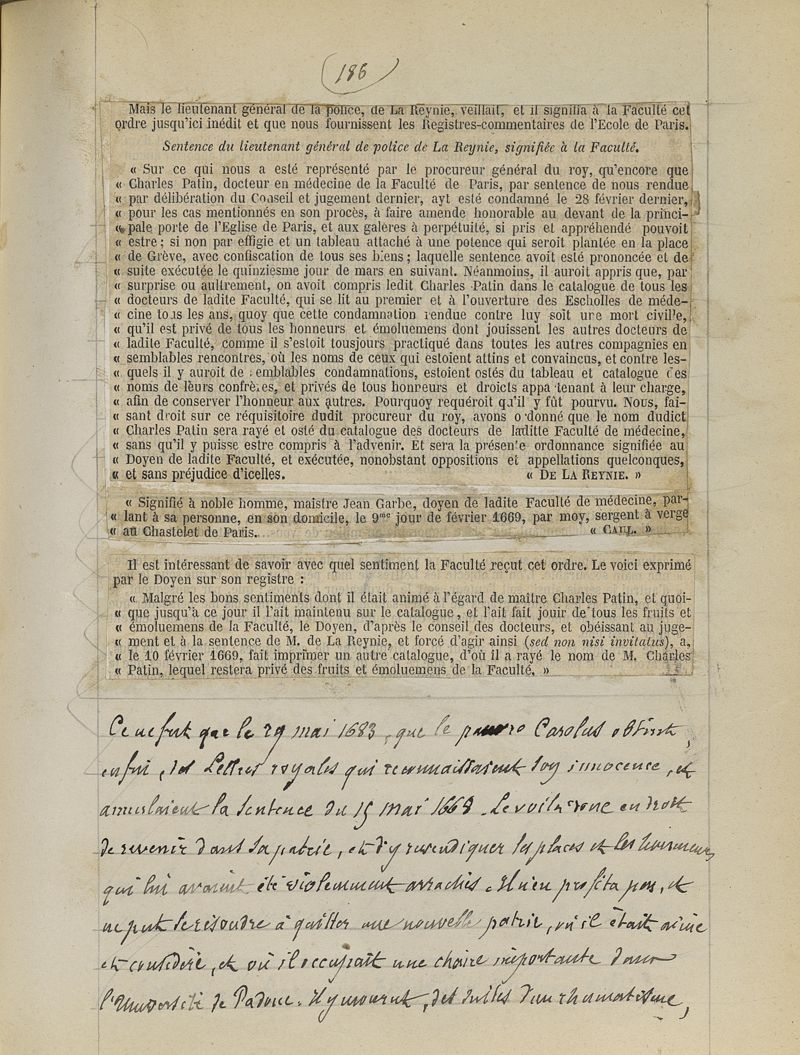 186
Mais le lieutenant général de la police, de La Reynie, veillait, et il signifia à la Faculté cet
ordre jusqu'ici inédit et que nous fournissent les Registres-commentaires de l'Ecole de Paris.
Sentence du lieutenant général de police de La Reynie, signifiée à la Faculté.
« Sur ce qui nous a esté représenté par le procureur général du roy, qu'encore que
« Charles Patin, docteur en médecine de la Faculté de Paris, par sentence de nous rendue
« par délibération du Conseil et jugement dernier, ayt esté condamné le 28 février dernier,
« pour les cas mentionnés en son procès, à faire amende honorable au devant de la princi-
« pale porte de l'Eglise de Paris, et aux galères à perpétuité, si pris et appréhendé pouvoit
« estre ; si non par effigie et un tableau attaché à une potence qui seroit plantée en la place
« de Grève, avec confiscation de tous ses biens ; laquelle sentence avoit esté prononcée et de
« suite exécutée le quinziesme jour de mars en suivant. Néanmoins, il auroit appris que, par
« surprise ou aultrement, on avoit compris ledit Charles Patin dans le catalogue de tous les
« docteurs de ladite Faculté, qui se lit au premier et à l'ouverture des Escholles de méde-
« cine tous les ans, quoy que cette condamnation rendue contre luy soit une mort civile,
« qu'il est privé de tous les honneurs et émoluemens dont jouissent les autres docteurs de
« ladite Faculté, comme il s'estoit tousjours practiqué dans toutes les autres compagnies en
« semblables rencontres, où les noms de ceux qui estoient attins et convaincus, et contre les-
« quels il y auroit de semblables condamnations, estoient ostés du tableau et catalogue des
« noms de leurs confrères, et privés de tous honneurs et droicts appartenant à leur charge,
« afin de conserver l'honneur aux autres. Pourquoy requéroit qu'il y fût pourvu. Nous, fai-
« sant droit sur ce réquisitoire dudit procureur du roy, avons ordonné que le nom dudict
« Charles Patin sera rayé et osté du catalogue des docteurs de laditte Faculté de médecine,
« sans qu'il y puisse estre compris à l'advenir. Et sera la présente ordonnance signifiée au
« Doyen de ladite Faculté, et exécutée, nonobstant oppositions et appellations quelconques,
« et sans préjudice d'icelles. « De La Reynie. »
« Signifié à noble homme, maistre Jean Garbe, doyen de ladite Faculté de médecine, par-
« lant à sa personne, en son domicile, le 9me jour de février 1669, par moy, sergent à verge
« au Chastelet de Paris. « Gall. »
Il est intéressant de savoir avec quel sentiment la Faculté reçut cet ordre. Le voici exprimé
par le Doyen sur son registre :
« Malgré les bons sentiments dont il était animé à l'égard de maître Charles Patin, et quoi-
« que jusqu'à ce jour il l'ait maintenu sur le catalogue, et l'ait fait jouir de tous les fruits et
« émoluemens de la Faculté, le Doyen, d'après le conseil des docteurs, et obéissant au juge-
« ment et à la sentence de M. de La Reynie, et forcé d'agir ainsi (sed non nisi invitatus), a,
« le 10 février 1669, fait imprimer un autre catalogue, d'où il a rayé le nom de M. Charles
« Patin, lequel restera privé des fruits et émoluemens de la Faculté. »
Ce ne fut que le 29 mai 1683, que le pauvre Carolus obtint,
enfin, des Lettres royales qui reconnaissaient son innocence, et
annulaient la sentence du 15 Mai 1668. Le voilà donc en droit
de revenir dans sa patrie, et d'y revendiquer les places et les honneurs,
qui lui avaient été violemment arrachés. Il n'en profita pas, et
ne put se résoudre à quitter une nouvelle patrie, où il était aimé
et considéré, et où il occupait une chaire importante dans
l'Université de Padoue. Il y mourut, des suites d'un rhumatisme,